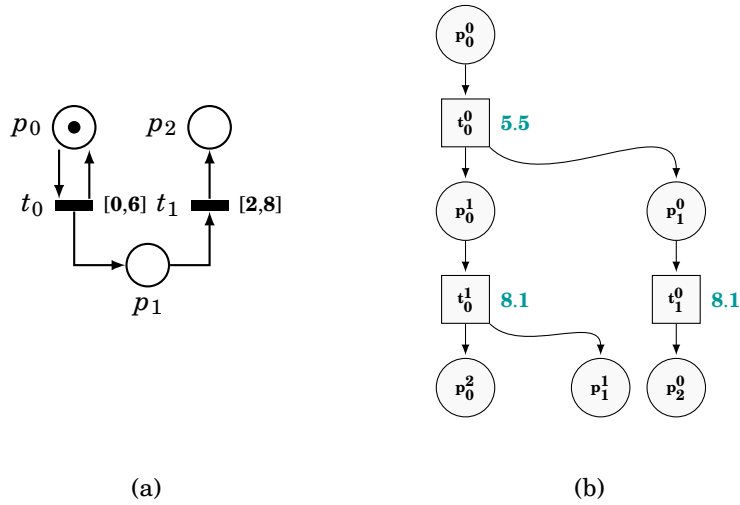 p₀ p₂
t₀ [0,6] t₁ [2,8]
p₁
(a)
p₀⁰
t₀⁰ 5.5
p₀¹ p₁⁰
t₀¹ 8.1 t₁⁰ 8.1
p₀² p₁¹ p₂⁰
(b)